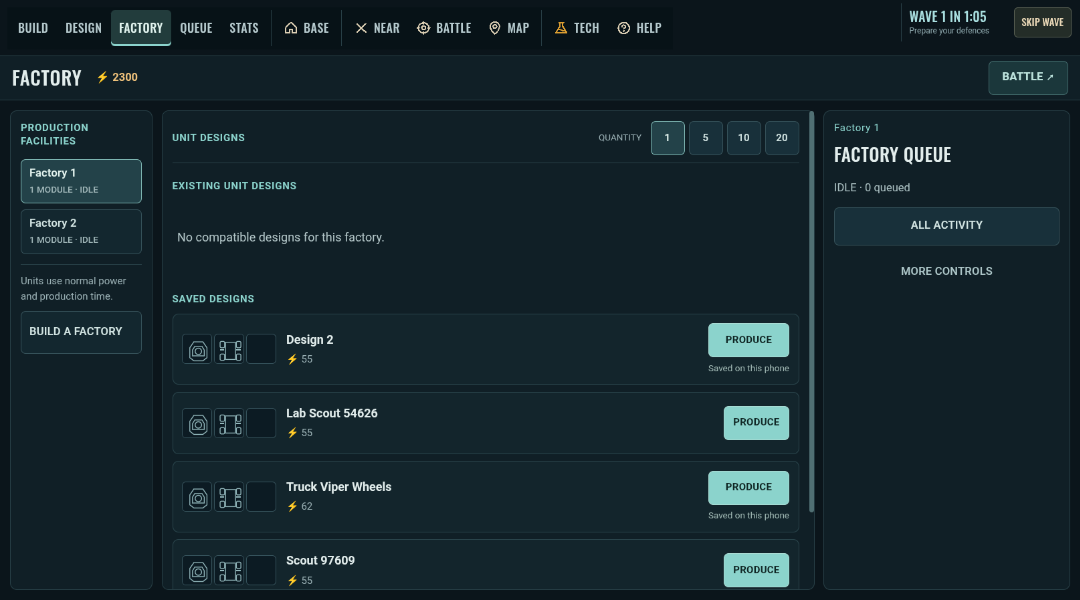 BUILD DESIGN FACTORY QUEUE STATS BASE NEAR BATTLE MAP TECH HELP
WAVE 1 IN 1:05
Prepare your defences
SKIP WAVE
FACTORY
⚡ 2300
BATTLE ↗
PRODUCTION
FACILITIES
Factory 1
1 MODULE · IDLE
Factory 2
1 MODULE · IDLE
Units use normal power
and production time.
BUILD A FACTORY
UNIT DESIGNS
QUANTITY 1 5 10 20
EXISTING UNIT DESIGNS
No compatible designs for this factory.
SAVED DESIGNS
Design 2
⚡ 55
PRODUCE
Saved on this phone
Lab Scout 54626
⚡ 55
PRODUCE
Truck Viper Wheels
⚡ 62
PRODUCE
Saved on this phone
Scout 97609
⚡ 55
PRODUCE
Factory 1
FACTORY QUEUE
IDLE · 0 queued
ALL ACTIVITY
MORE CONTROLS